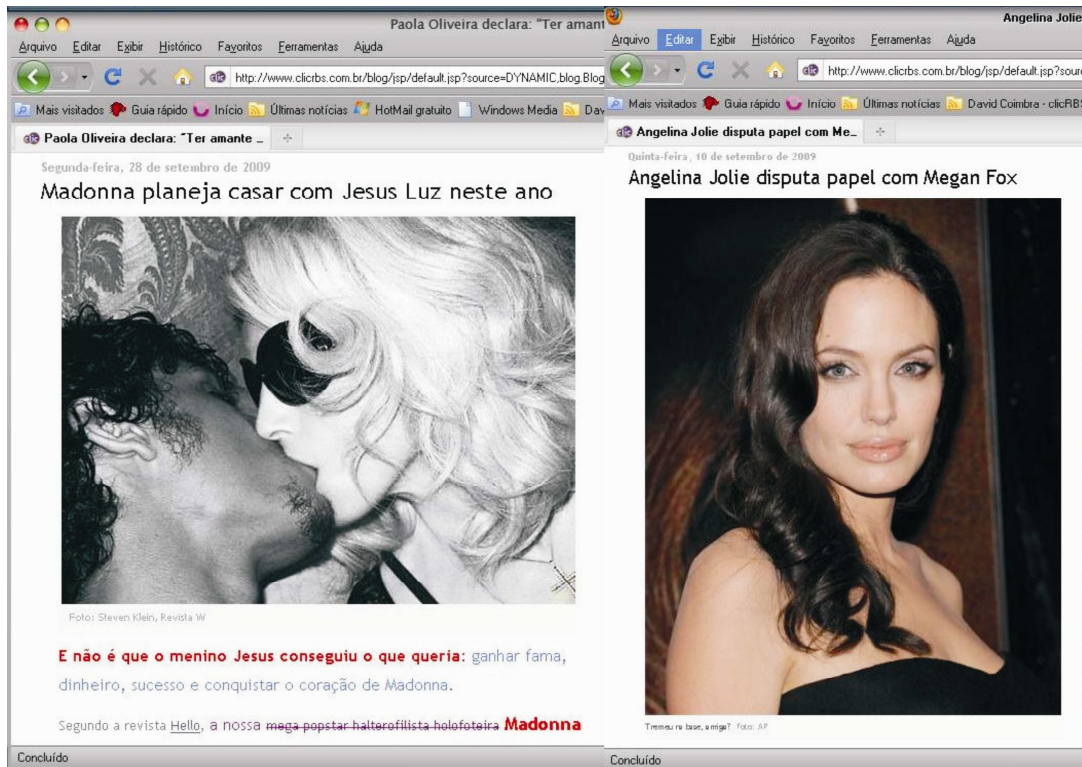 Paola Oliveira declara: "Ter amant
Arquivo Editar Exibir Histórico Favoritos Ferramentas Ajuda
http://www.clicrbs.com.br/blog/jsp/default.jsp?source=DYNAMIC,blog.Blog
Mais visitados Guia rápido Início Últimas notícias HotMail gratuito Windows Media Dav
Paola Oliveira declara: "Ter amante ...
Segunda-feira, 28 de setembro de 2009
Madonna planeja casar com Jesus Luz neste ano
Foto: Steven Klein, Revista W
E não é que o menino Jesus conseguiu o que queria: ganhar fama,
dinheiro, sucesso e conquistar o coração de Madonna.
Segundo a revista Hello, a nossa mega popstar halterofilista holofoteira Madonna
Concluído
Angelina Jolie
Arquivo Editar Exibir Histórico Favoritos Ferramentas Ajuda
http://www.clicrbs.com.br/blog/jsp/default.jsp?sour
Mais visitados Guia rápido Início Últimas notícias David Coimbra - clicRBS
Angelina Jolie disputa papel com Me...
Quinta-feira, 10 de setembro de 2009
Angelina Jolie disputa papel com Megan Fox
Tremeu na base, amiga? Foto: AP
Concluído